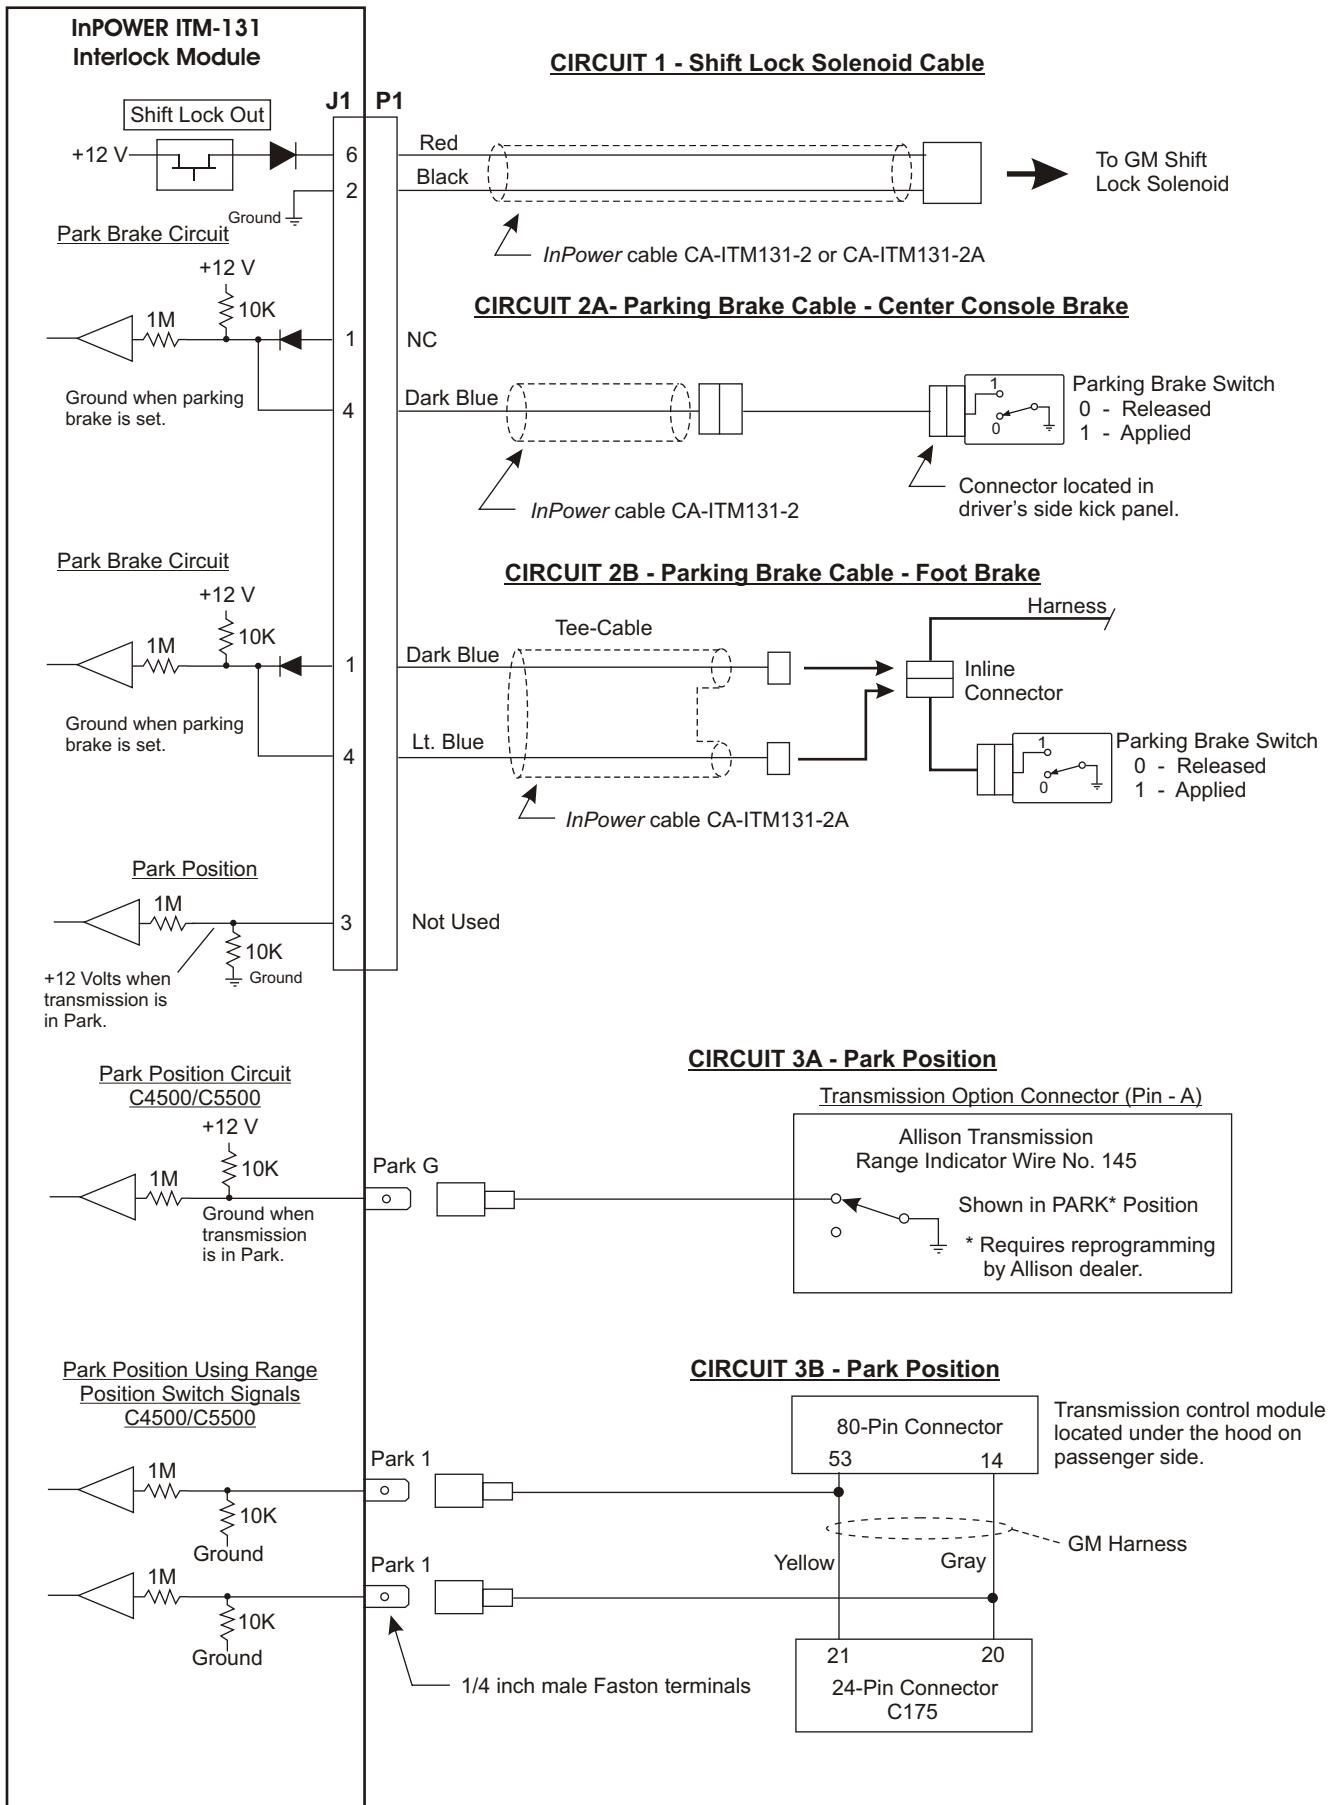 InPOWER ITM-131
Interlock Module
CIRCUIT 1 - Shift Lock Solenoid Cable
J1 P1
Shift Lock Out
+12 V
6
Red
2
Black
Ground
To GM Shift
Lock Solenoid
InPower cable CA-ITM131-2 or CA-ITM131-2A
Park Brake Circuit
+12 V
10K
1M
1
NC
Ground when parking
brake is set.
4
CIRCUIT 2A- Parking Brake Cable - Center Console Brake
Dark Blue
1
0
Parking Brake Switch
0 - Released
1 - Applied
InPower cable CA-ITM131-2
Connector located in
driver's side kick panel.
Park Brake Circuit
+12 V
10K
1M
1
Ground when parking
brake is set.
4
CIRCUIT 2B - Parking Brake Cable - Foot Brake
Tee-Cable
Harness
Dark Blue
Inline
Connector
Lt. Blue
1
0
Parking Brake Switch
0 - Released
1 - Applied
InPower cable CA-ITM131-2A
Park Position
1M
3
Not Used
10K
Ground
+12 Volts when
transmission is
in Park.
CIRCUIT 3A - Park Position
Park Position Circuit
C4500/C5500
+12 V
10K
1M
Ground when
transmission
is in Park.
Park G
Transmission Option Connector (Pin - A)
Allison Transmission
Range Indicator Wire No. 145
Shown in PARK* Position
* Requires reprogramming
by Allison dealer.
CIRCUIT 3B - Park Position
Park Position Using Range
Position Switch Signals
C4500/C5500
1M
10K
Ground
Park 1
1M
10K
Ground
Park 1
1/4 inch male Faston terminals
80-Pin Connector
53 14
Transmission control module
located under the hood on
passenger side.
GM Harness
Yellow Gray
21 20
24-Pin Connector
C175